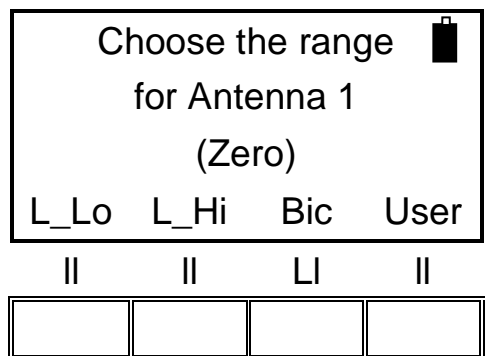 Choose the range
for Antenna 1
(Zero)
L_Lo L_Hi Bic User
ll ll Ll ll